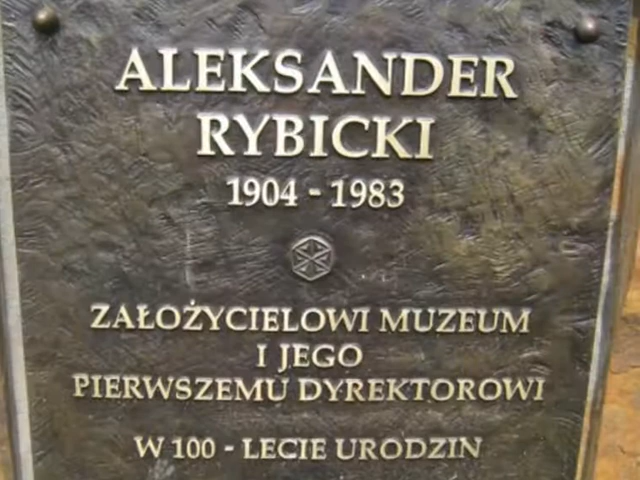 ALEKSANDER
RYBICKI
1904 - 1983
ZAŁOŻYCIELOWI MUZEUM
I JEGO
PIERWSZEMU DYREKTOROWI
W 100 - LECIE URODZIN